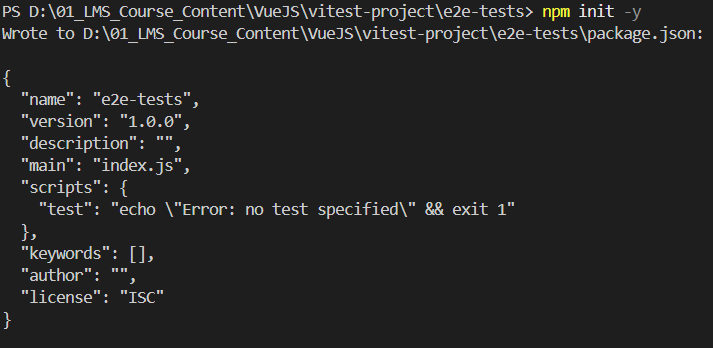 PS D:\01_LMS_Course_Content\VueJS\vitest-project\e2e-tests> npm init -y
Wrote to D:\01_LMS_Course_Content\VueJS\vitest-project\e2e-tests\package.json:

{
  "name": "e2e-tests",
  "version": "1.0.0",
  "description": "",
  "main": "index.js",
  "scripts": {
    "test": "echo \"Error: no test specified\" && exit 1"
  },
  "keywords": [],
  "author": "",
  "license": "ISC"
}